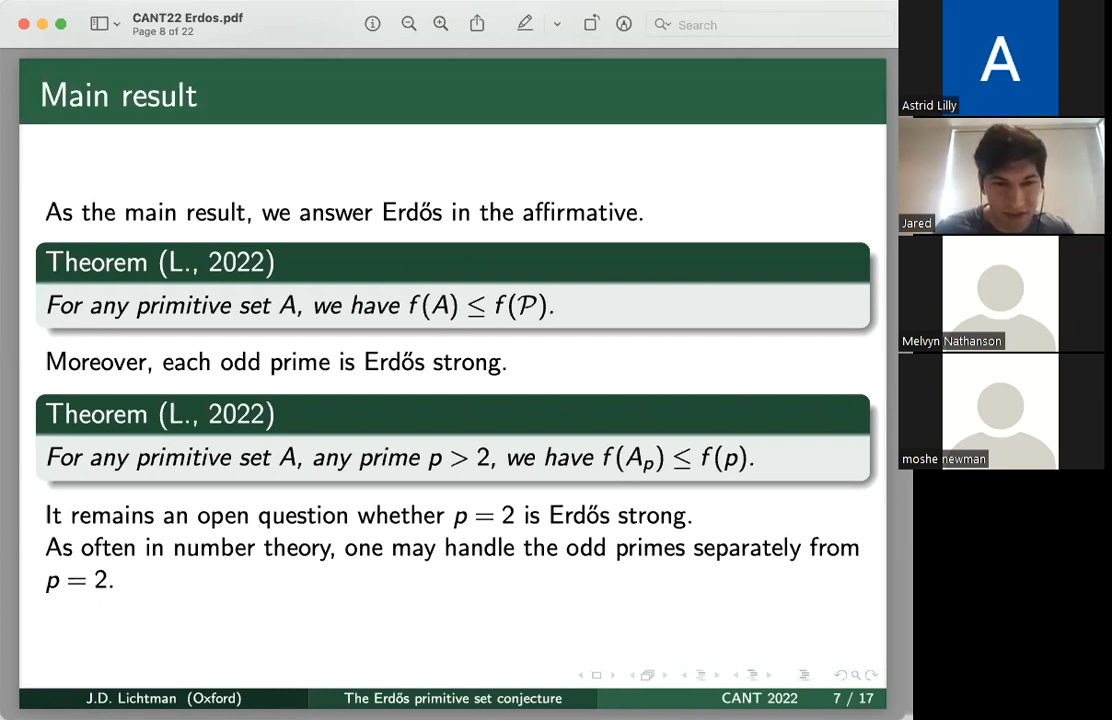 CANT22 Erdos.pdf
Page 8 of 22
Search
Main result
As the main result, we answer Erdős in the affirmative.
Theorem (L., 2022)
For any primitive set A, we have f(A) ≤ f(𝒫).
Moreover, each odd prime is Erdős strong.
Theorem (L., 2022)
For any primitive set A, any prime p > 2, we have f(Aₚ) ≤ f(p).
It remains an open question whether p = 2 is Erdős strong.
As often in number theory, one may handle the odd primes separately from
p = 2.
J.D. Lichtman (Oxford)
The Erdős primitive set conjecture
CANT 2022
7 / 17
A
Astrid Lilly
Jared
Melvyn Nathanson
moshe newman